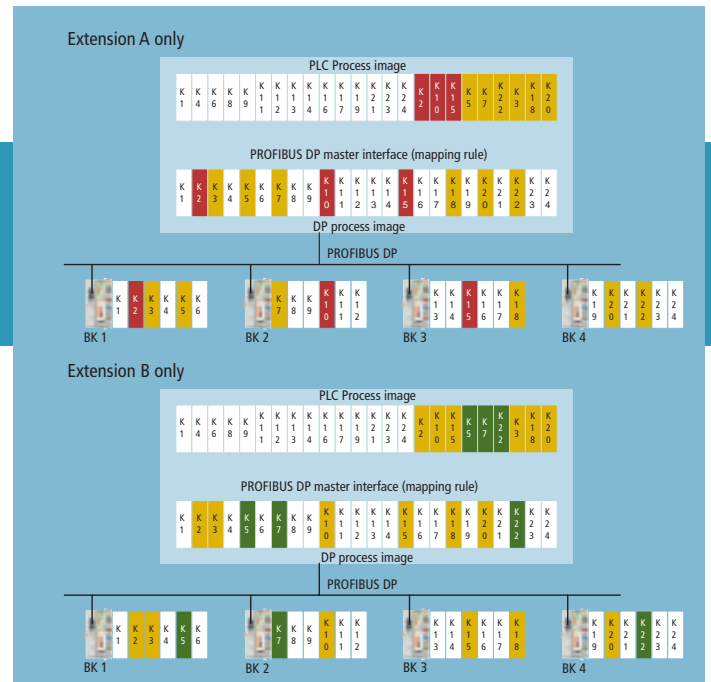 Extension A only
PLC Process image
K1 K4 K6 K8 K9 K11 K12 K13 K14 K16 K17 K19 K21 K23 K24 K2 K10 K15 K5 K7 K22 K3 K18 K20
PROFIBUS DP master interface (mapping rule)
K1 K2 K3 K4 K5 K6 K7 K8 K9 K10 K11 K12 K13 K14 K15 K16 K17 K18 K19 K20 K21 K22 K23 K24
DP process image
PROFIBUS DP
K1 K2 K3 K4 K5 K6 K7 K8 K9 K10 K11 K12 K13 K14 K15 K16 K17 K18 K19 K20 K21 K22 K23 K24
BK 1 BK 2 BK 3 BK 4
Extension B only
PLC Process image
K1 K4 K6 K8 K9 K11 K12 K13 K14 K16 K17 K19 K21 K23 K24 K2 K10 K15 K5 K7 K22 K3 K18 K20
PROFIBUS DP master interface (mapping rule)
K1 K2 K3 K4 K5 K6 K7 K8 K9 K10 K11 K12 K13 K14 K15 K16 K17 K18 K19 K20 K21 K22 K23 K24
DP process image
PROFIBUS DP
K1 K2 K3 K4 K5 K6 K7 K8 K9 K10 K11 K12 K13 K14 K15 K16 K17 K18 K19 K20 K21 K22 K23 K24
BK 1 BK 2 BK 3 BK 4